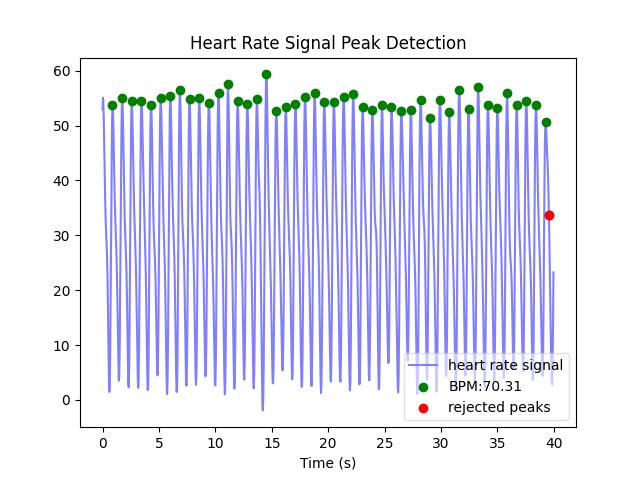 Heart Rate Signal Peak Detection
60
50
40
30
20
10
0
heart rate signal
BPM:70.31
rejected peaks
0 5 10 15 20 25 30 35 40
Time (s)